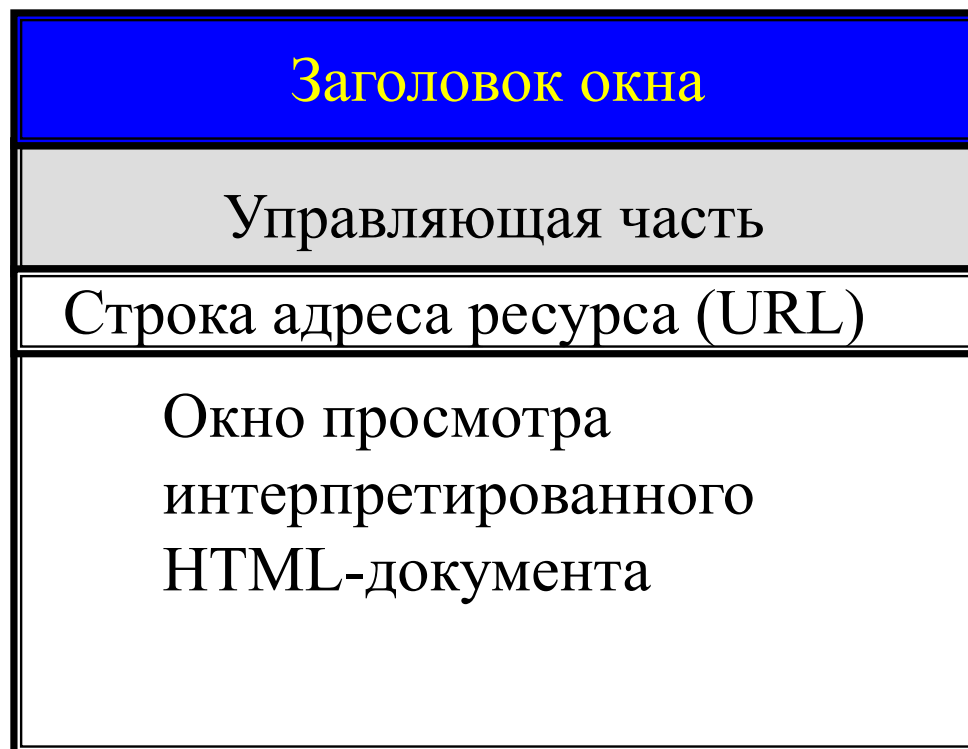 Заголовок окна
Управляющая часть
Строка адреса ресурса (URL)
Окно просмотра
интерпретированного
HTML-документа